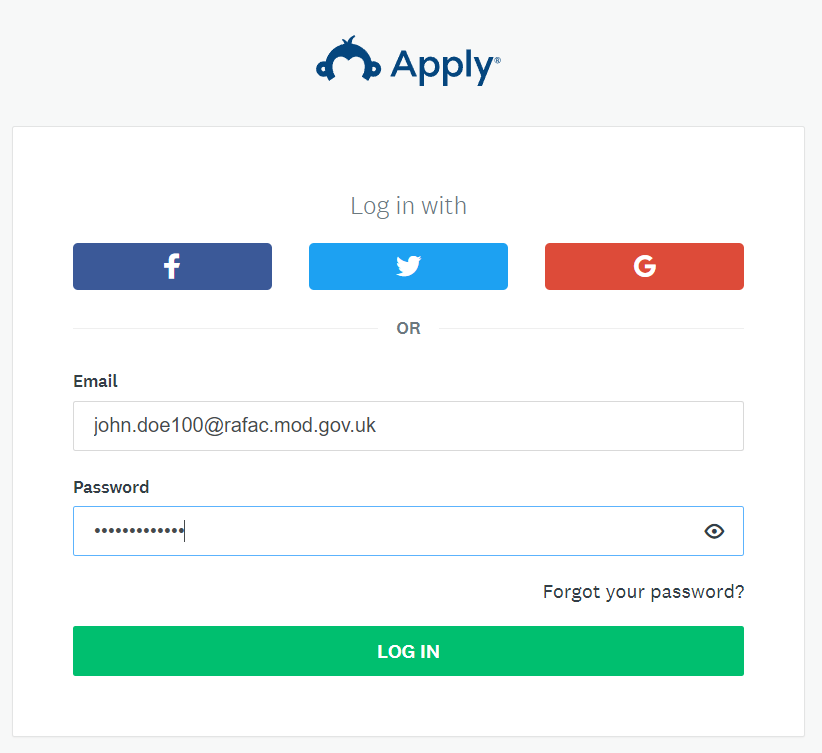 Apply®
Log in with
OR
Email
john.doe100@rafac.mod.gov.uk
Password
•••••••••••••
Forgot your password?
LOG IN